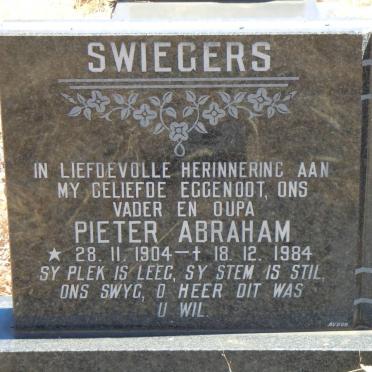 SWIEGERS
IN LIEFDEVOLLE HERINNERING AAN
MY GELIEFDE EGGENOOT, ONS
VADER EN OUPA
PIETER ABRAHAM
★ 28. 11. 1904 – † 18. 12. 1984
SY PLEK IS LEEG, SY STEM IS STIL,
ONS SWYG, O HEER DIT WAS
U WIL.